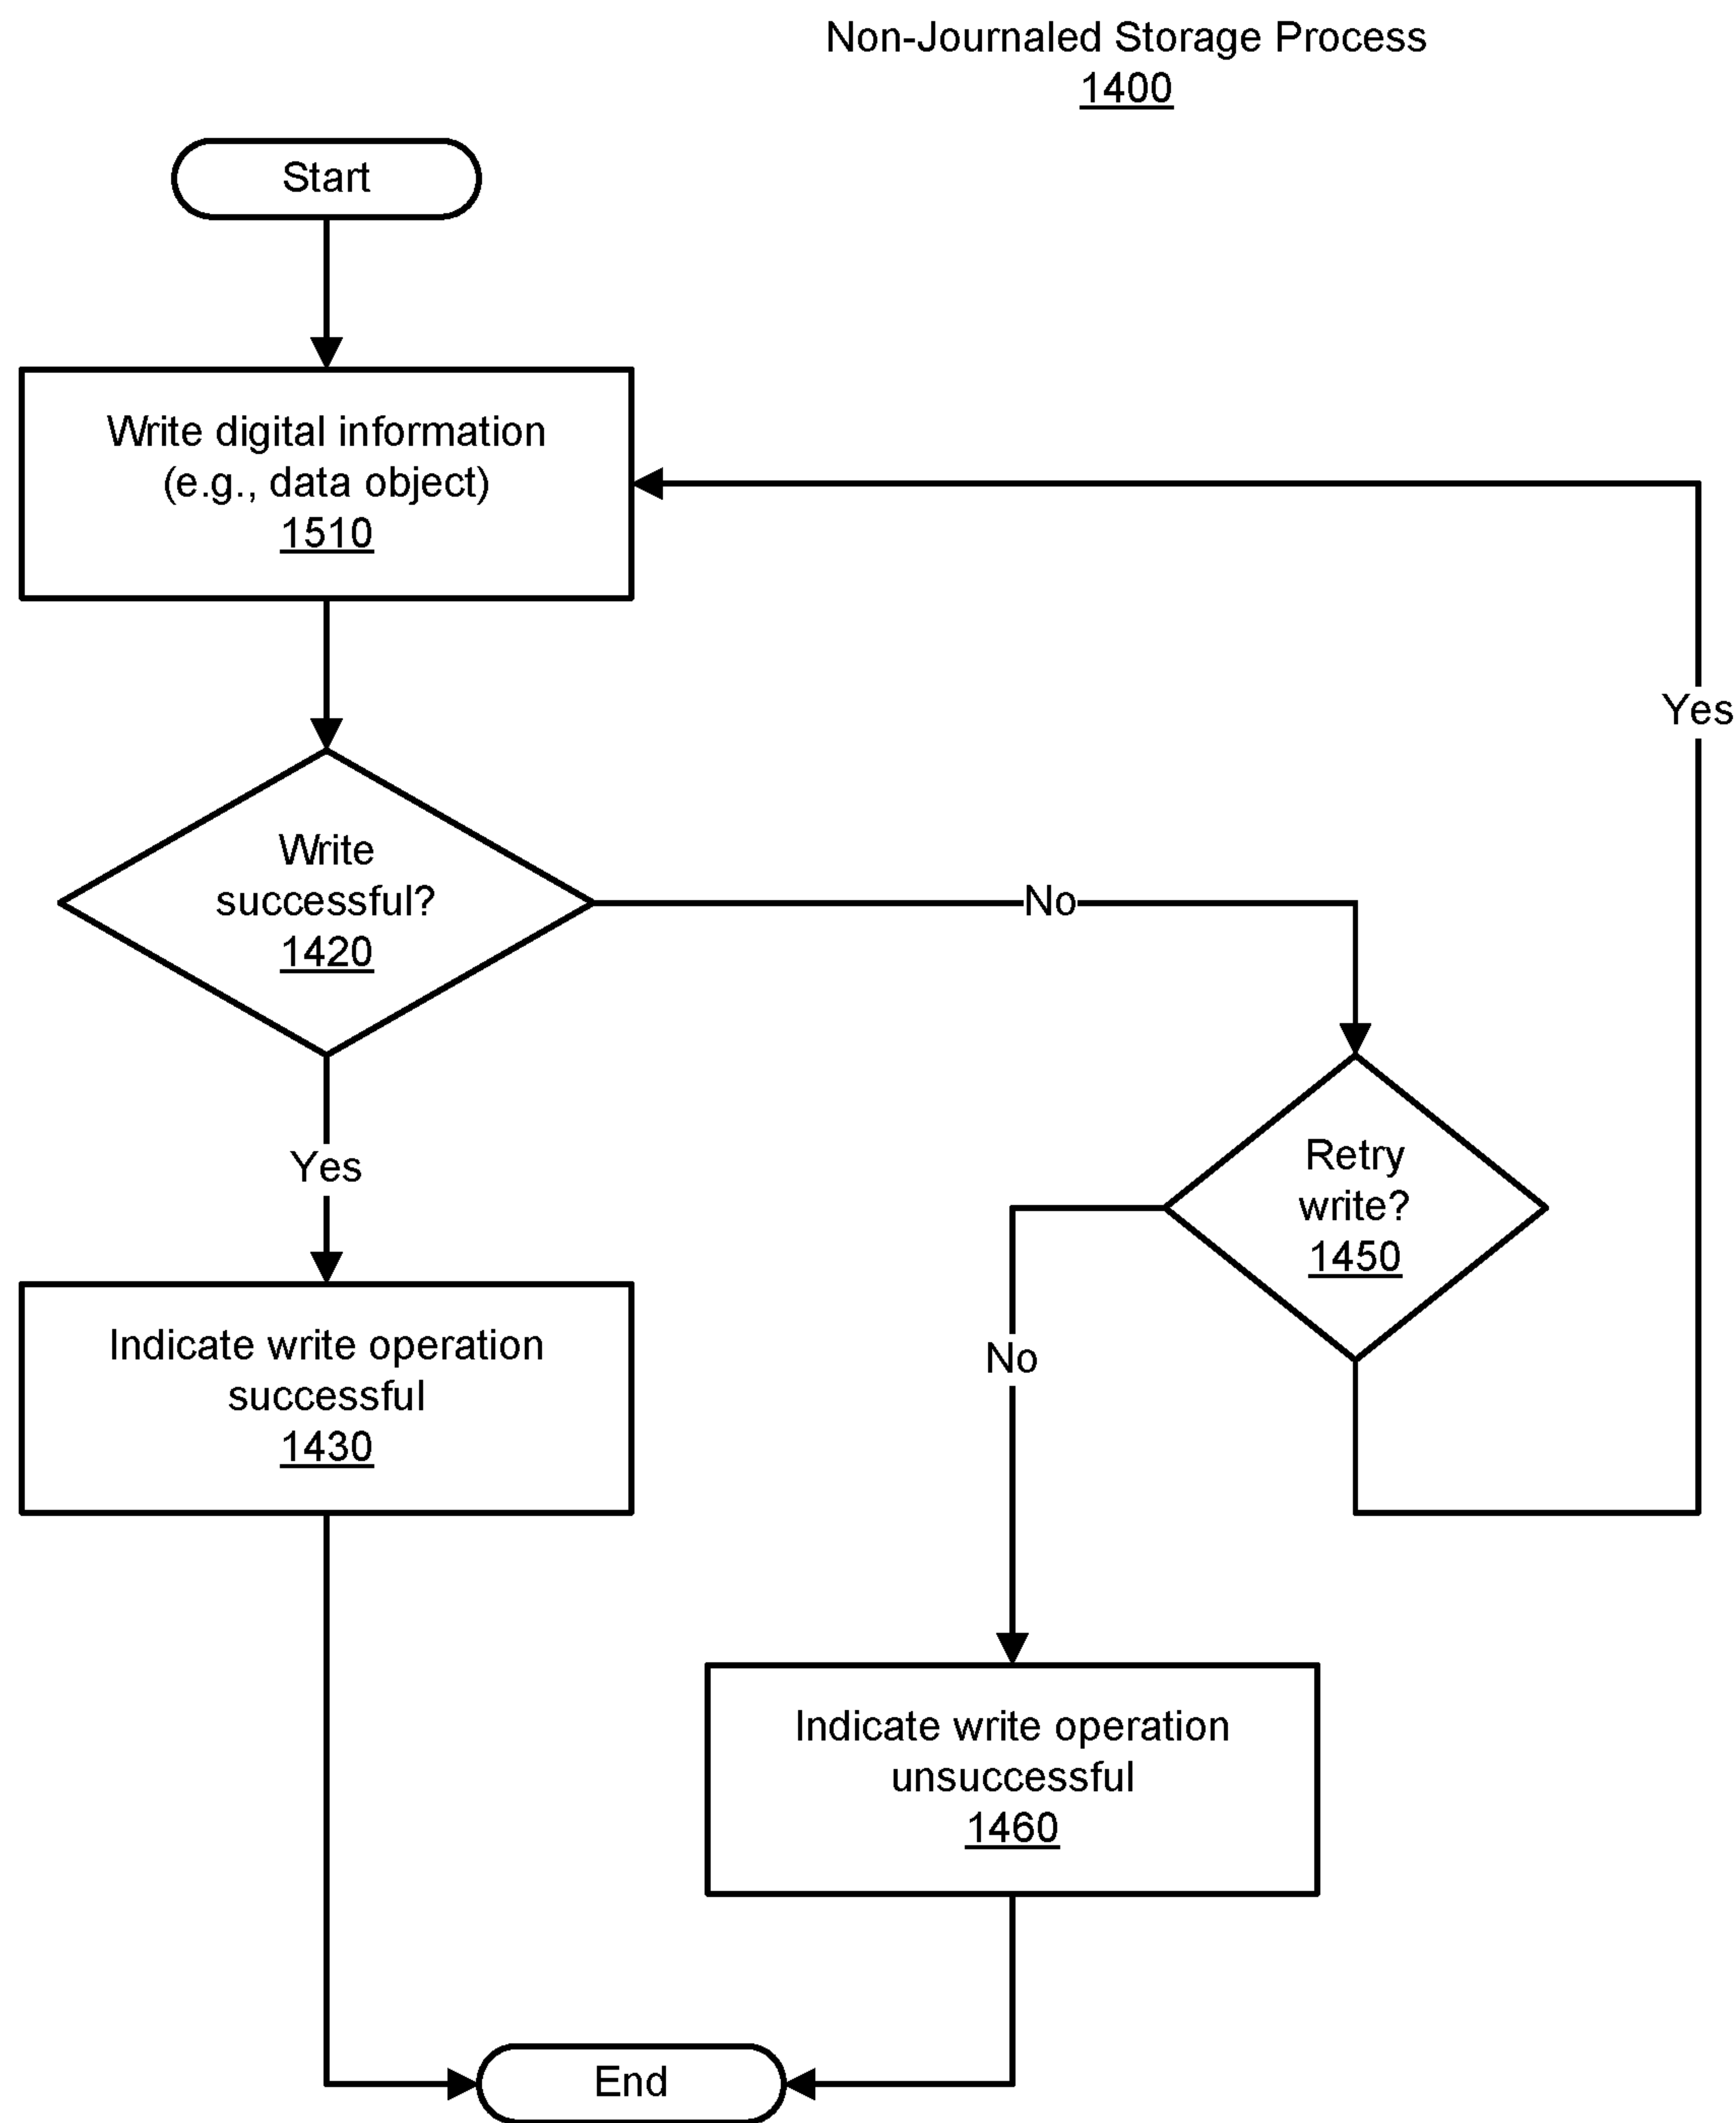 Non-Journaled Storage Process
1400
Start
Write digital information
(e.g., data object)
1510
Yes
Write
successful?
1420
No
Yes
Retry
write?
1450
Indicate write operation
successful
1430
No
Indicate write operation
unsuccessful
1460
End